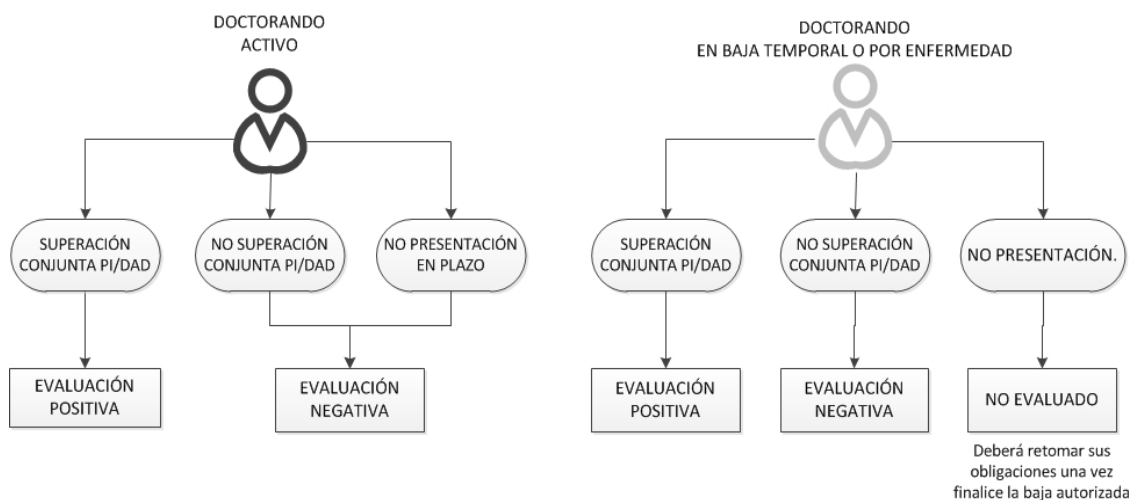 DOCTORANDO
ACTIVO
SUPERACIÓN
CONJUNTA PI/DAD
NO SUPERACIÓN
CONJUNTA PI/DAD
NO PRESENTACIÓN
EN PLAZO
EVALUACIÓN
POSITIVA
EVALUACIÓN
NEGATIVA
DOCTORANDO
EN BAJA TEMPORAL O POR ENFERMEDAD
SUPERACIÓN
CONJUNTA PI/DAD
NO SUPERACIÓN
CONJUNTA PI/DAD
NO PRESENTACIÓN.
EVALUACIÓN
POSITIVA
EVALUACIÓN
NEGATIVA
NO EVALUADO
Deberá retomar sus
obligaciones una vez
finalice la baja autorizada